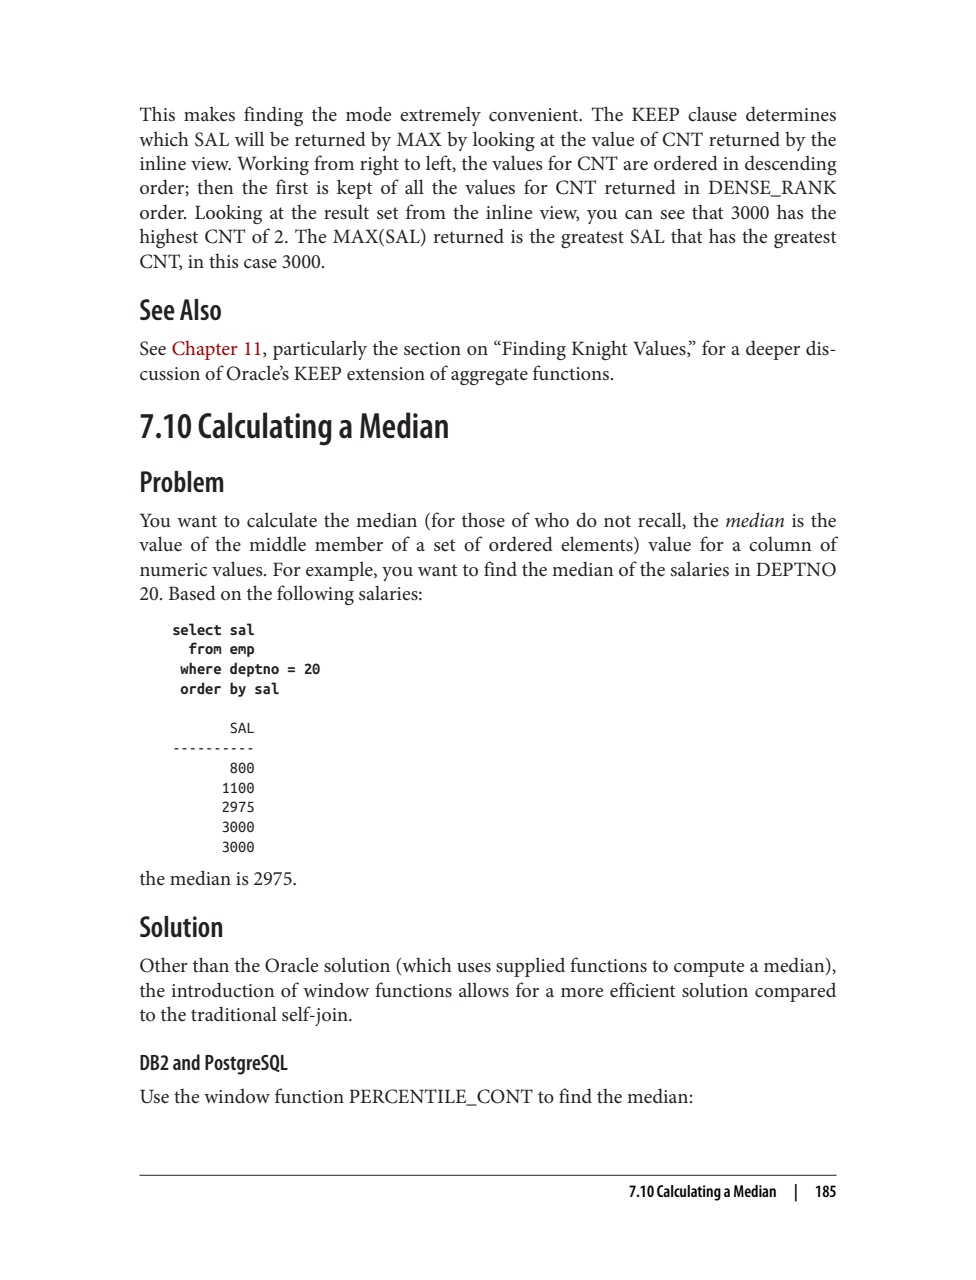 This makes finding the mode extremely convenient. The KEEP clause determines
which SAL will be returned by MAX by looking at the value of CNT returned by the
inline view. Working from right to left, the values for CNT are ordered in descending
order; then the first is kept of all the values for CNT returned in DENSE_RANK
order. Looking at the result set from the inline view, you can see that 3000 has the
highest CNT of 2. The MAX(SAL) returned is the greatest SAL that has the greatest
CNT, in this case 3000.
See Also
See Chapter 11, particularly the section on “Finding Knight Values,” for a deeper dis-
cussion of Oracle’s KEEP extension of aggregate functions.
7.10 Calculating a Median
Problem
You want to calculate the median (for those of who do not recall, the median is the
value of the middle member of a set of ordered elements) value for a column of
numeric values. For example, you want to find the median of the salaries in DEPTNO
20. Based on the following salaries:
select sal
from emp
where deptno = 20
order by sal
SAL
----------
800
1100
2975
3000
3000
the median is 2975.
Solution
Other than the Oracle solution (which uses supplied functions to compute a median),
the introduction of window functions allows for a more efficient solution compared
to the traditional self-join.
DB2 and PostgreSQL
Use the window function PERCENTILE_CONT to find the median:
7.10 Calculating a Median | 185